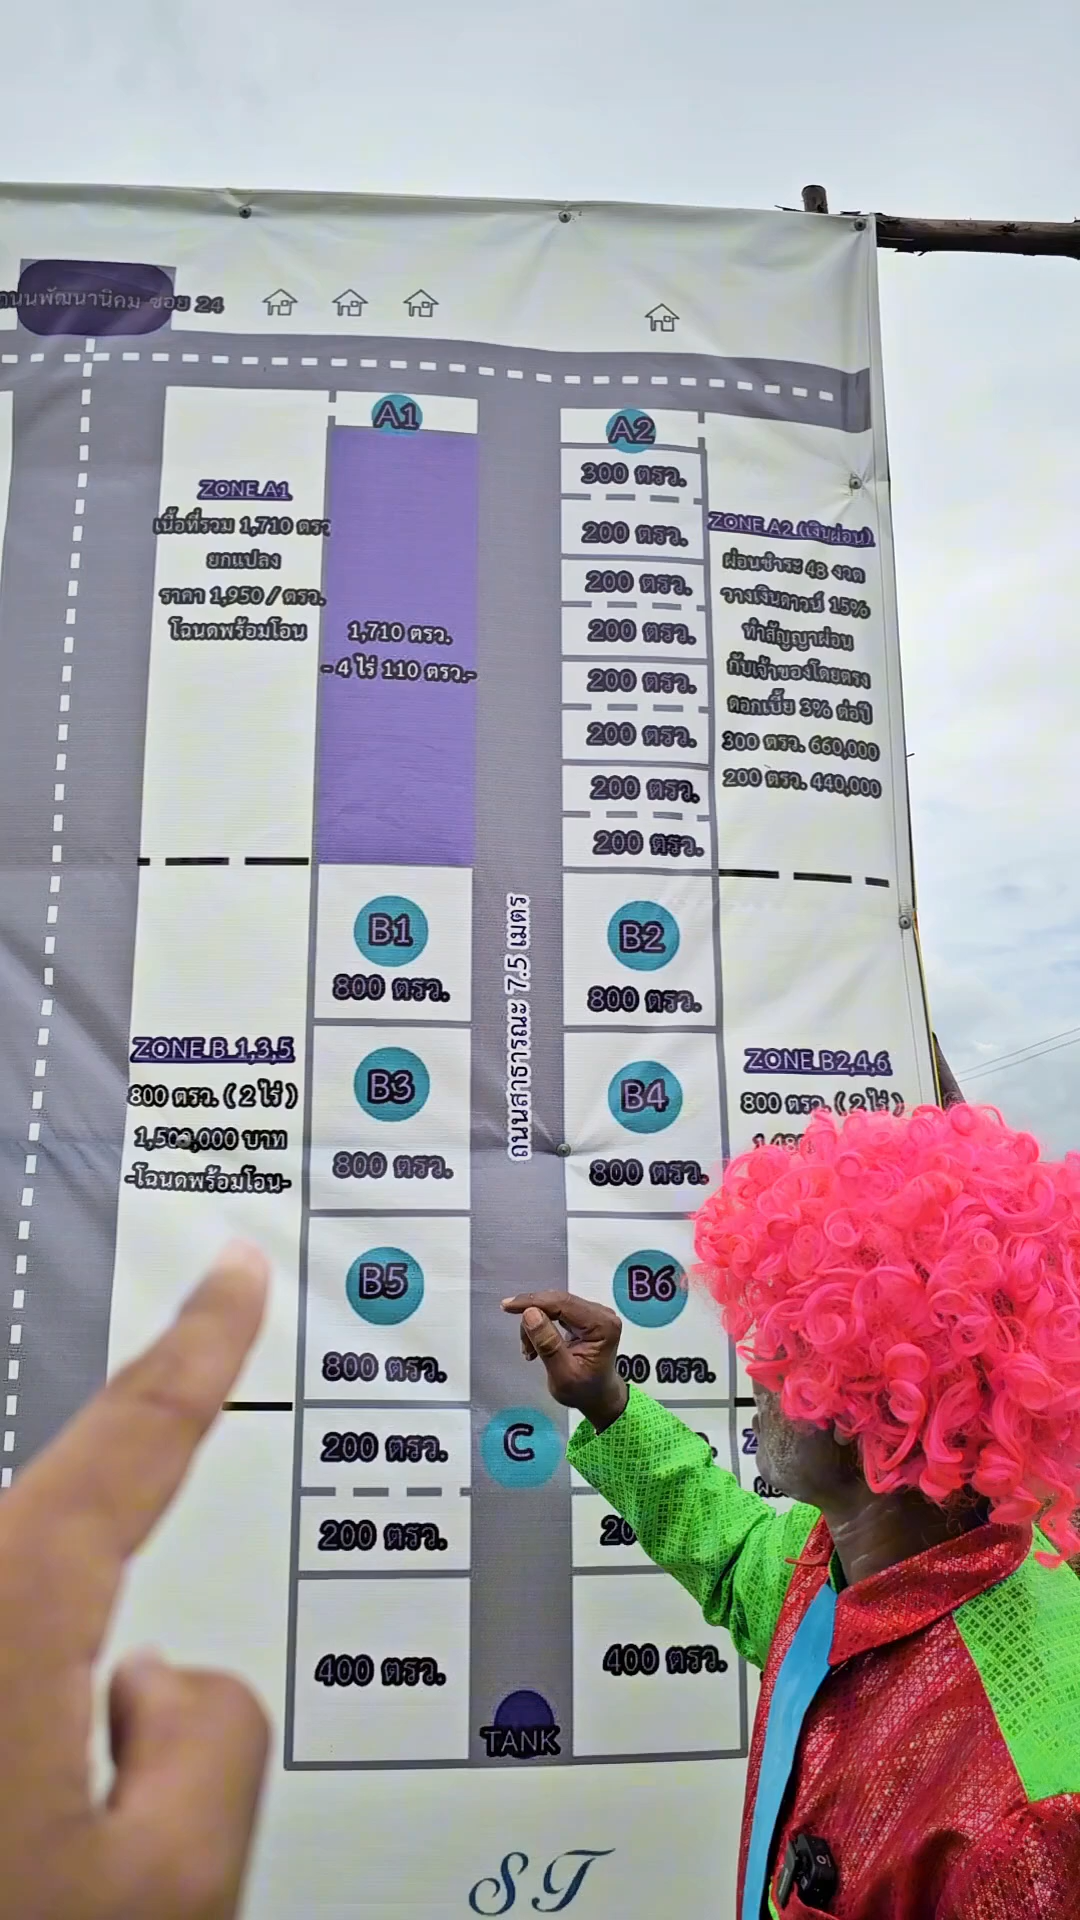 ถนนพัฒนานิคม ซอย 24
A1
ZONE A1
เนื้อที่รวม 1,710 ตรว
ยกแปลง
ราคา 1,950 / ตรว.
โฉนดพร้อมโอน
1,710 ตรว.
- 4 ไร่ 110 ตรว.-
A2
300 ตรว.
200 ตรว.
200 ตรว.
200 ตรว.
200 ตรว.
200 ตรว.
200 ตรว.
200 ตรว.
ZONE A2 (เงินผ่อน)
ผ่อนชำระ 48 งวด
วางเงินดาวน์ 15%
ทำสัญญาผ่อน
กับเจ้าของโดยตรง
ดอกเบี้ย 3% ต่อปี
300 ตรว. 660,000
200 ตรว. 440,000
ถนนสาธารณะ 7.5 เมตร
B1
800 ตรว.
B2
800 ตรว.
ZONE B 1,3,5
800 ตรว. ( 2 ไร่ )
1,500,000 บาท
-โฉนดพร้อมโอน-
B3
800 ตรว.
B4
800 ตรว.
ZONE B2,4,6
800 ตรว. ( 2 ไร่ )
B5
800 ตรว.
B6
00 ตรว.
C
200 ตรว.
200 ตรว.
20
400 ตรว.
400 ตรว.
TANK
ST